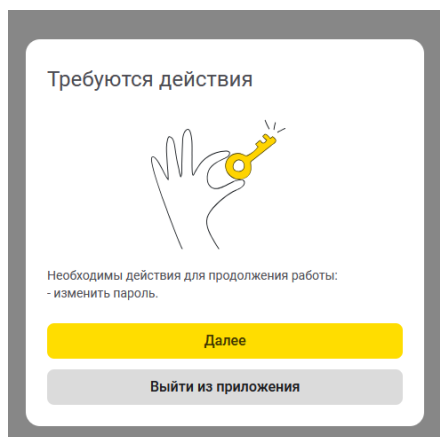 Требуются действия
Необходимы действия для продолжения работы:
- изменить пароль.
Далее
Выйти из приложения